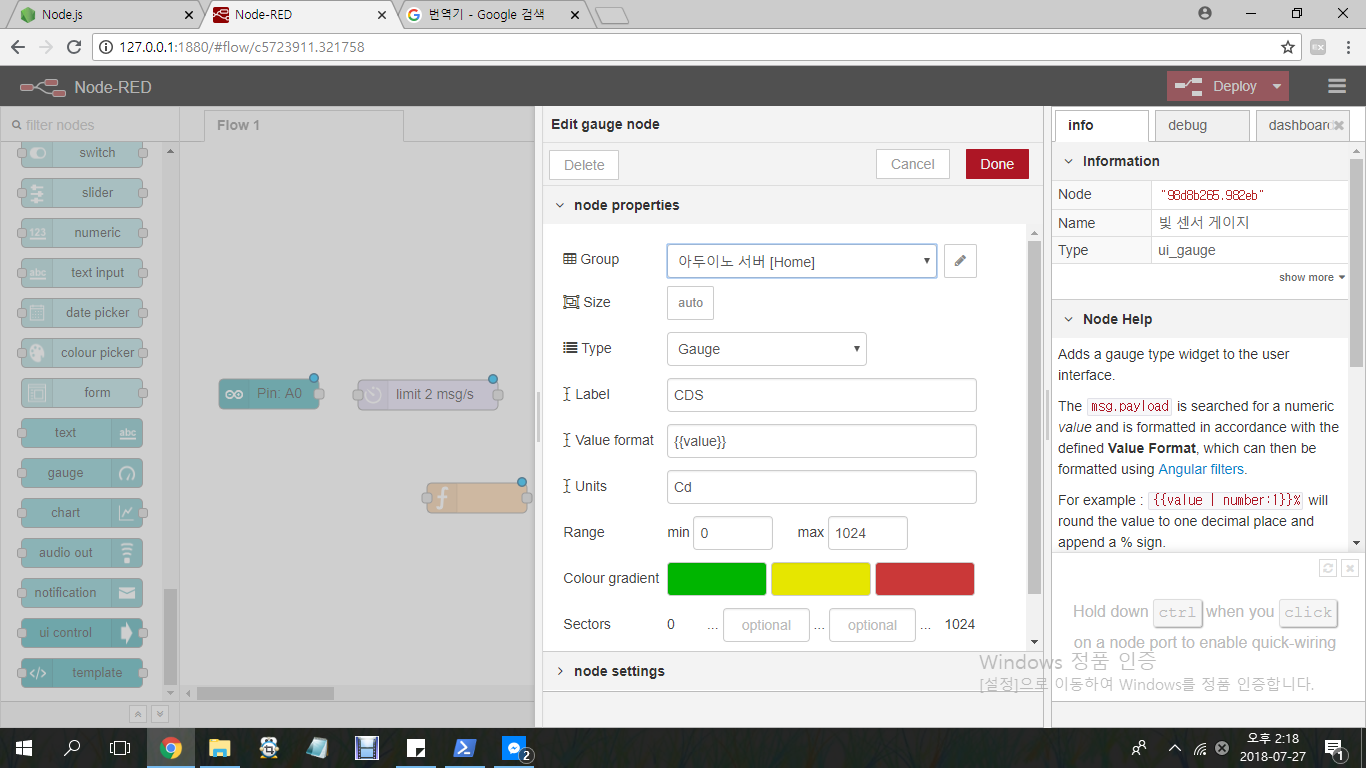 Node.js
Node-RED
번역기 - Google 검색
127.0.0.1:1880/#flow/c5723911.321758
Node-RED
Deploy
filter nodes
switch
slider
numeric
text input
date picker
colour picker
form
text
gauge
chart
audio out
notification
ui control
template
Flow 1
Pin: A0
limit 2 msg/s
Edit gauge node
Delete
Cancel
Done
node properties
Group
아두이노 서버 [Home]
Size
auto
Type
Gauge
Label
CDS
Value format
{{value}}
Units
Cd
Range
min 0
max 1024
Colour gradient
Sectors
0 ... optional ... optional ... 1024
node settings
info
debug
dashboard
Information
Node "98d8b265.982eb"
Name 빛 센서 게이지
Type ui_gauge
show more
Node Help
Adds a gauge type widget to the user
interface.
The msg.payload is searched for a numeric
value and is formatted in accordance with the
defined Value Format, which can then be
formatted using Angular filters.
For example : {{value | number:1}}% will
round the value to one decimal place and
append a % sign.
Hold down ctrl when you click
on a node port to enable quick-wiring
Windows 정품 인증
[설정]으로 이동하여 Windows를 정품 인증합니다.
2
오후 2:18
2018-07-27
1